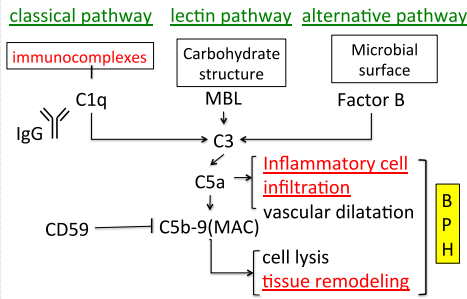 classical pathway
lectin pathway
alternative pathway
immunocomplexes
Carbohydrate
structure
Microbial
surface
C1q
MBL
Factor B
IgG
C3
C5a
Inflammatory cell
infiltration
vascular dilatation
CD59
C5b-9(MAC)
cell lysis
tissue remodeling
B
P
H